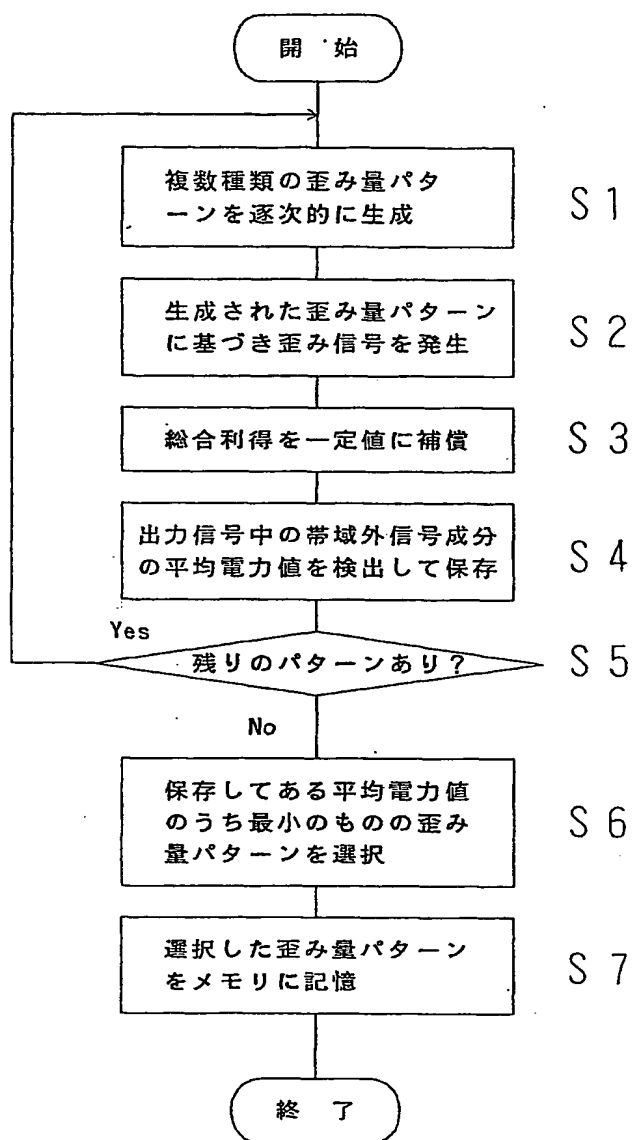 開始
複数種類の歪み量パタ
ーンを逐次的に生成
S1
生成された歪み量パターン
に基づき歪み信号を発生
S2
総合利得を一定値に補償
S3
出力信号中の帯域外信号成分
の平均電力値を検出して保存
S4
Yes
残りのパターンあり?
S5
No
保存してある平均電力値
のうち最小のものの歪み
量パターンを選択
S6
選択した歪み量パターン
をメモリに記憶
S7
終了